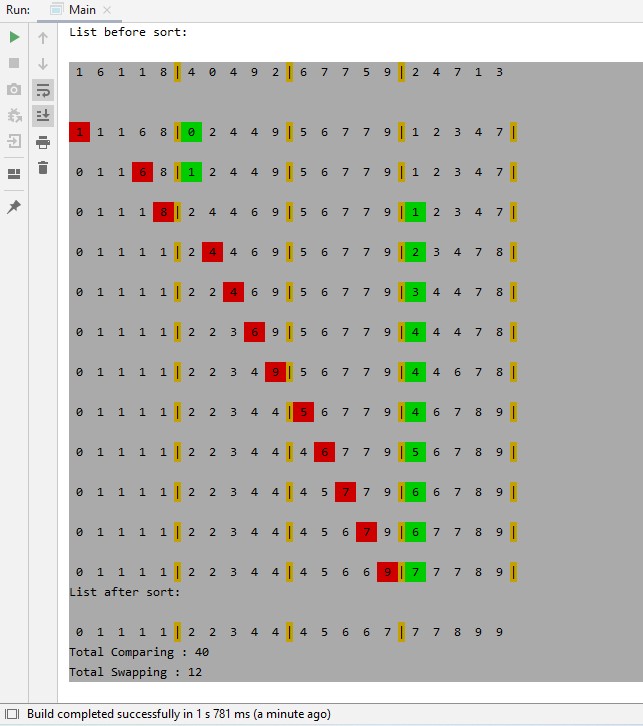 Run: Main ×
List before sort:
1 6 1 1 8 | 4 0 4 9 2 | 6 7 7 5 9 | 2 4 7 1 3
1 1 1 6 8 | 0 2 4 4 9 | 5 6 7 7 9 | 1 2 3 4 7 |
0 1 1 6 8 | 1 2 4 4 9 | 5 6 7 7 9 | 1 2 3 4 7 |
0 1 1 1 8 | 2 4 4 6 9 | 5 6 7 7 9 | 1 2 3 4 7 |
0 1 1 1 1 | 2 4 4 6 9 | 5 6 7 7 9 | 2 3 4 7 8 |
0 1 1 1 1 | 2 2 4 6 9 | 5 6 7 7 9 | 3 4 4 7 8 |
0 1 1 1 1 | 2 2 3 6 9 | 5 6 7 7 9 | 4 4 4 7 8 |
0 1 1 1 1 | 2 2 3 4 9 | 5 6 7 7 9 | 4 4 6 7 8 |
0 1 1 1 1 | 2 2 3 4 4 | 5 6 7 7 9 | 4 6 7 8 9 |
0 1 1 1 1 | 2 2 3 4 4 | 4 6 7 7 9 | 5 6 7 8 9 |
0 1 1 1 1 | 2 2 3 4 4 | 4 5 7 7 9 | 6 6 7 8 9 |
0 1 1 1 1 | 2 2 3 4 4 | 4 5 6 7 9 | 6 7 7 8 9 |
0 1 1 1 1 | 2 2 3 4 4 | 4 5 6 6 9 | 7 7 7 8 9 |
List after sort:
0 1 1 1 1 | 2 2 3 4 4 | 4 5 6 6 7 | 7 7 8 9 9
Total Comparing : 40
Total Swapping : 12
Build completed successfully in 1 s 781 ms (a minute ago)